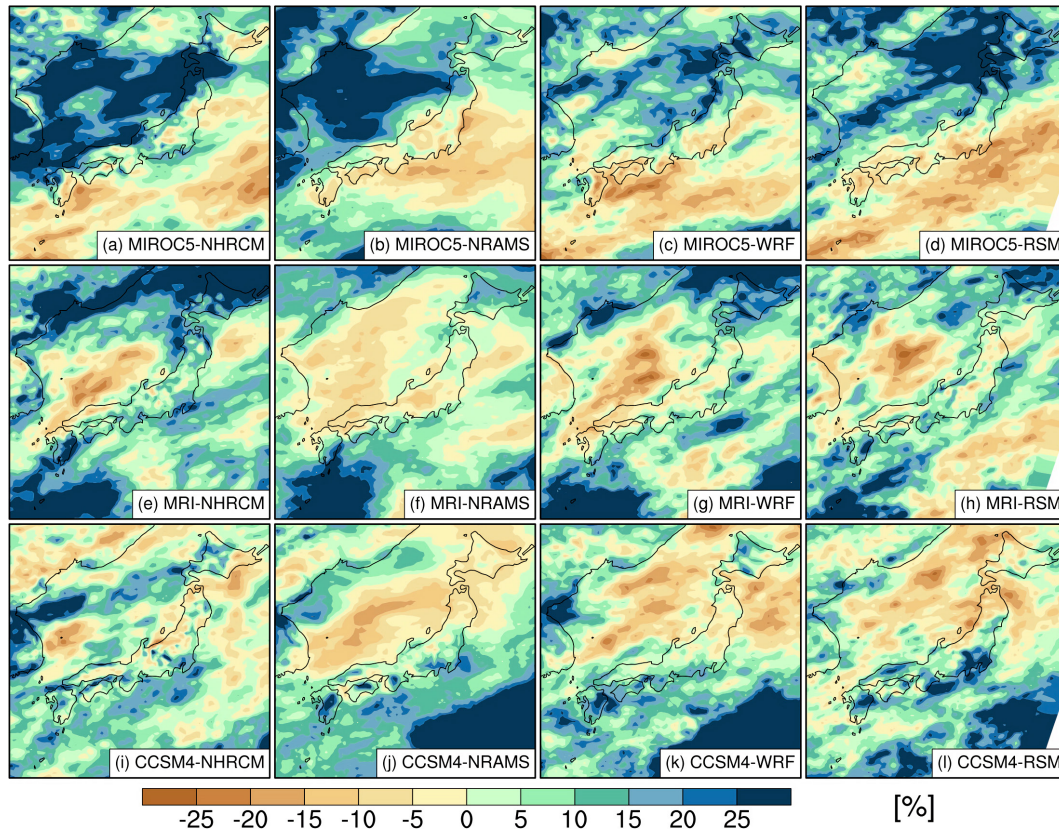 (a) MIROC5-NHRCM
(b) MIROC5-NRAMS
(c) MIROC5-WRF
(d) MIROC5-RSM
(e) MRI-NHRCM
(f) MRI-NRAMS
(g) MRI-WRF
(h) MRI-RSM
(i) CCSM4-NHRCM
(j) CCSM4-NRAMS
(k) CCSM4-WRF
(l) CCSM4-RSM
-25 -20 -15 -10 -5 0 5 10 15 20 25
[%]